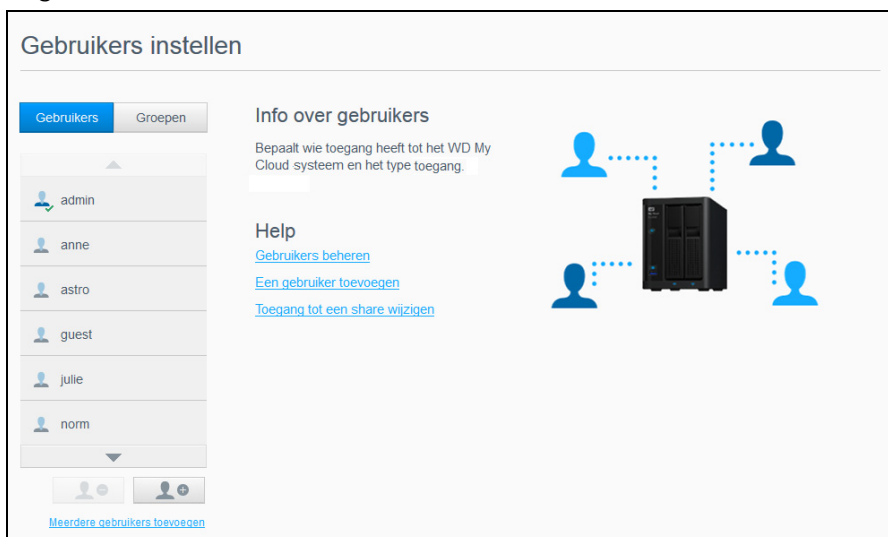 Gebruikers instellen
Gebruikers
Groepen
admin
anne
astro
guest
julie
norm
Meerdere gebruikers toevoegen
Info over gebruikers
Bepaalt wie toegang heeft tot het WD My
Cloud systeem en het type toegang.
Help
Gebruikers beheren
Een gebruiker toevoegen
Toegang tot een share wijzigen